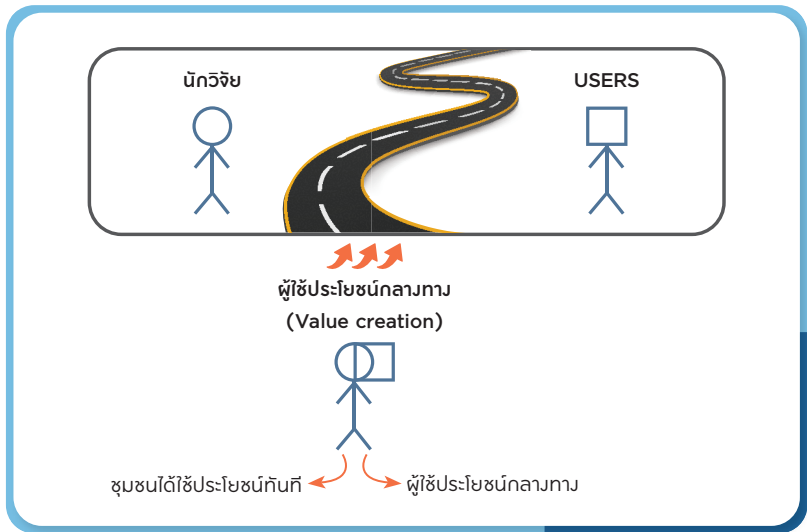 นักวิจัย
USERS
ผู้ใช้ประโยชน์กลางทาง
(Value creation)
ชุมชนได้ใช้ประโยชน์ทันที
ผู้ใช้ประโยชน์กลางทาง